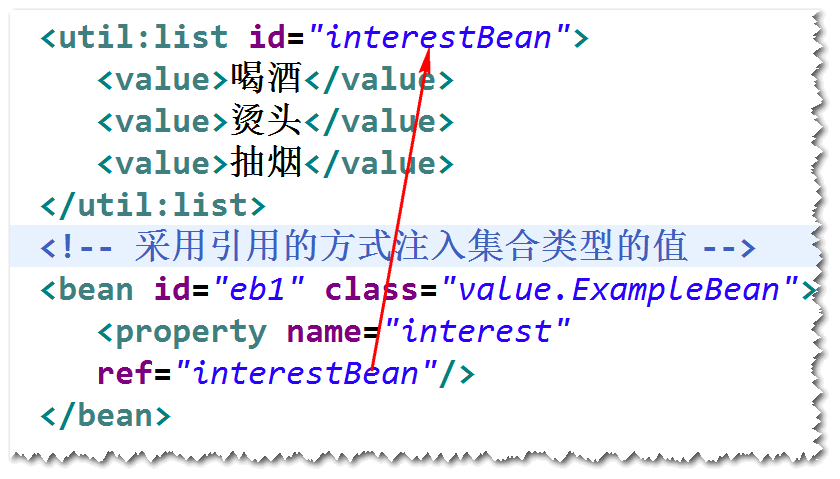 <util:list id="interestBean">
<value>喝酒</value>
<value>烫头</value>
<value>抽烟</value>
</util:list>
<!-- 采用引用的方式注入集合类型的值 -->
<bean id="eb1" class="value.ExampleBean">
<property name="interest"
ref="interestBean"/>
</bean>